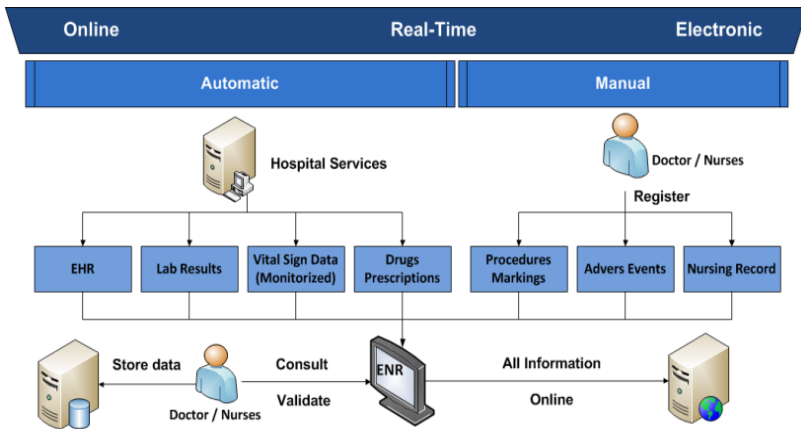 Online Real-Time Electronic
Automatic Manual
Hospital Services
Doctor / Nurses
Register
EHR
Lab Results
Vital Sign Data
(Monitorized)
Drugs
Prescriptions
Procedures
Markings
Advers Events
Nursing Record
Store data
Doctor / Nurses
Consult
Validate
ENR
All Information
Online